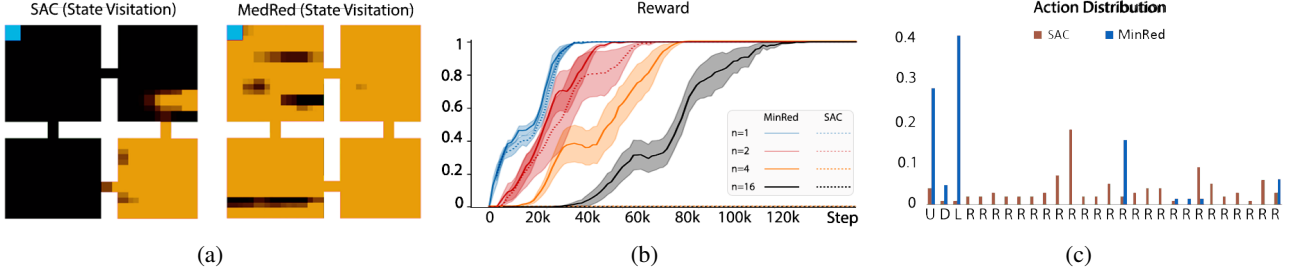 SAC (State Visitation) MedRed (State Visitation)
(a)
Reward
1
0.8
0.6
0.4
0.2
0
0 20k 40k 60k 80k 100k 120k Step
MinRed SAC
n=1
n=2
n=4
n=16
(b)
Action Distribution
SAC MinRed
0.4
0.3
0.2
0.1
0
U D L R R R R R R R R R R R R R R R R R R R R R R R R R
(c)